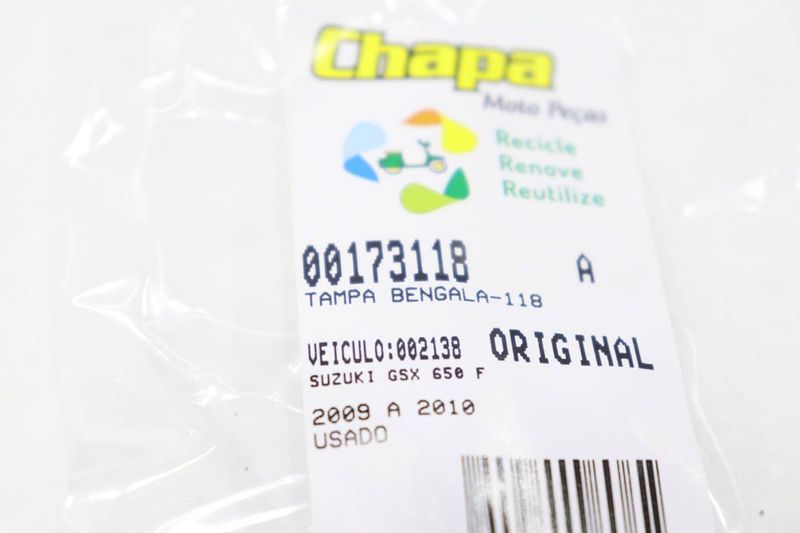 Chapa
Moto Peças
Recicle
Renove
Reutilize
00173118 A
TAMPA BENGALA-118
VEICULO:002138 ORIGINAL
SUZUKI GSX 650 F
2009 A 2010
USADO